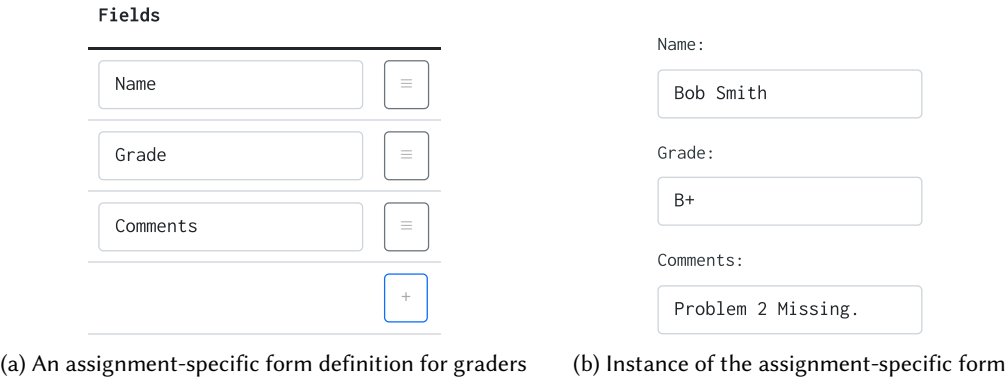 Fields
Name
Grade
Comments
+
(a) An assignment-specific form definition for graders
Name:
Bob Smith
Grade:
B+
Comments:
Problem 2 Missing.
(b) Instance of the assignment-specific form